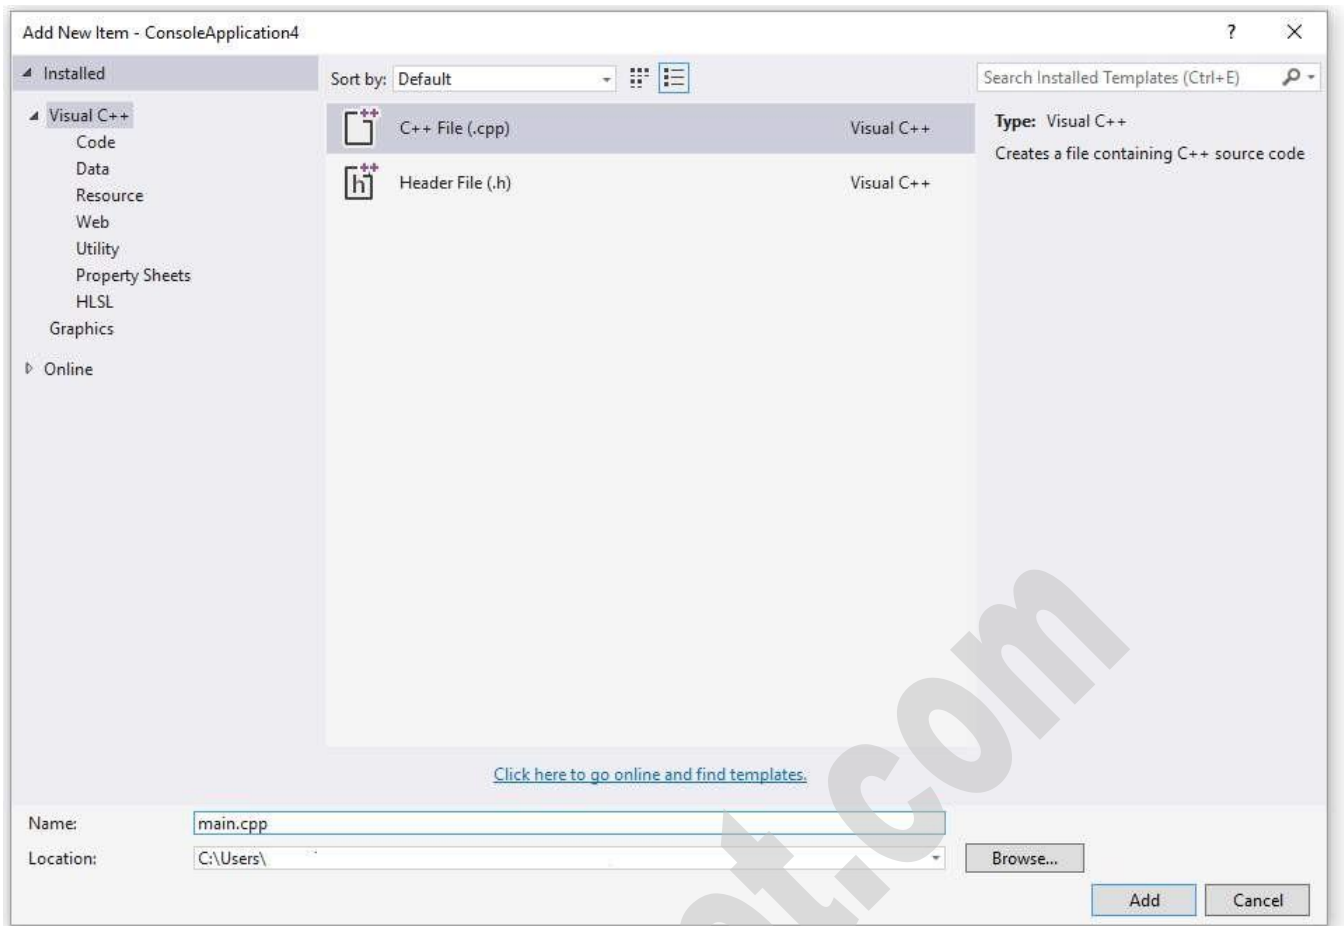 Add New Item - ConsoleApplication4
?
Installed
Sort by: Default
Search Installed Templates (Ctrl+E)
Visual C++
Code
Data
Resource
Web
Utility
Property Sheets
HLSL
Graphics
Online
C++ File (.cpp) Visual C++
Header File (.h) Visual C++
Type: Visual C++
Creates a file containing C++ source code
Click here to go online and find templates.
Name: main.cpp
Location: C:\Users\
Browse...
Add Cancel
t.com